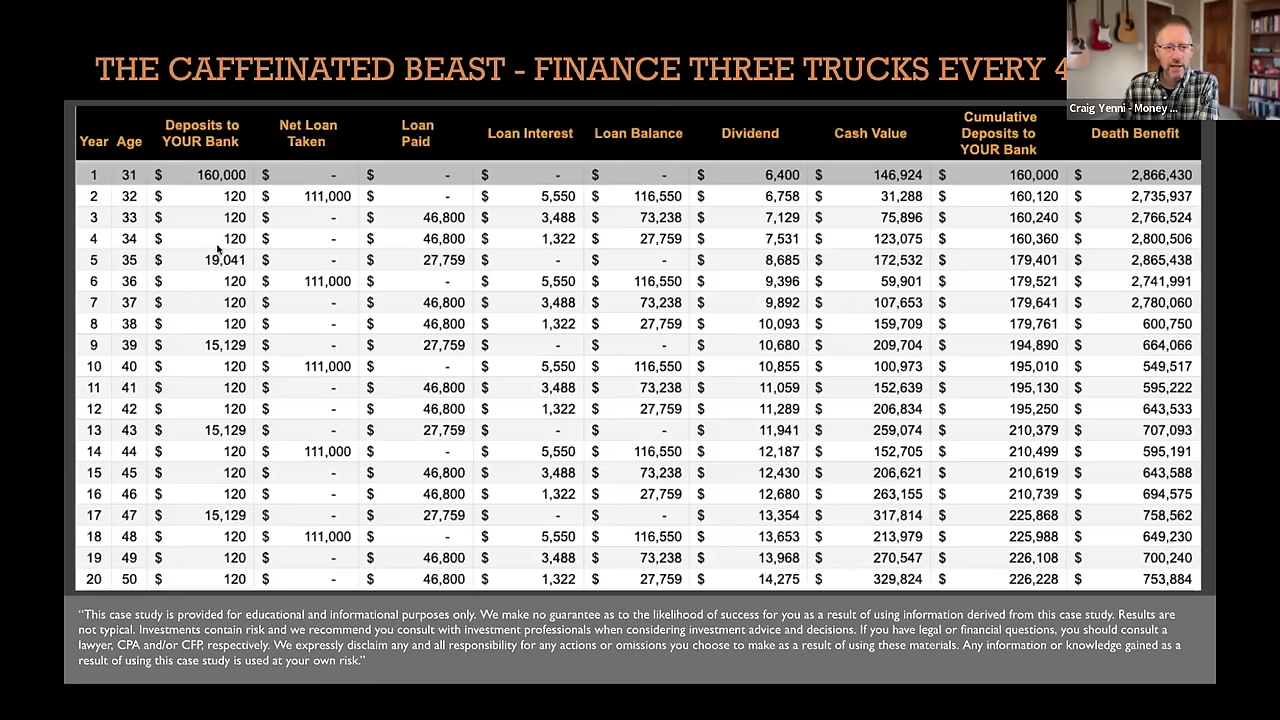 THE CAFFEINATED BEAST - FINANCE THREE TRUCKS EVERY 4
Craig Yenni - Money ...
Year Age Deposits to YOUR Bank Net Loan Taken Loan Paid Loan Interest Loan Balance Dividend Cash Value Cumulative Deposits to YOUR Bank Death Benefit
1 31 $ 160,000 $ - $ - $ - $ - $ 6,400 $ 146,924 $ 160,000 $ 2,866,430
2 32 $ 120 $ 111,000 $ - $ 5,550 $ 116,550 $ 6,758 $ 31,288 $ 160,120 $ 2,735,937
3 33 $ 120 $ - $ 46,800 $ 3,488 $ 73,238 $ 7,129 $ 75,896 $ 160,240 $ 2,766,524
4 34 $ 120 $ - $ 46,800 $ 1,322 $ 27,759 $ 7,531 $ 123,075 $ 160,360 $ 2,800,506
5 35 $ 19,041 $ - $ 27,759 $ - $ - $ 8,685 $ 172,532 $ 179,401 $ 2,865,438
6 36 $ 120 $ 111,000 $ - $ 5,550 $ 116,550 $ 9,396 $ 59,901 $ 179,521 $ 2,741,991
7 37 $ 120 $ - $ 46,800 $ 3,488 $ 73,238 $ 9,892 $ 107,653 $ 179,641 $ 2,780,060
8 38 $ 120 $ - $ 46,800 $ 1,322 $ 27,759 $ 10,093 $ 159,709 $ 179,761 $ 600,750
9 39 $ 15,129 $ - $ 27,759 $ - $ - $ 10,680 $ 209,704 $ 194,890 $ 664,066
10 40 $ 120 $ 111,000 $ - $ 5,550 $ 116,550 $ 10,855 $ 100,973 $ 195,010 $ 549,517
11 41 $ 120 $ - $ 46,800 $ 3,488 $ 73,238 $ 11,059 $ 152,639 $ 195,130 $ 595,222
12 42 $ 120 $ - $ 46,800 $ 1,322 $ 27,759 $ 11,289 $ 206,834 $ 195,250 $ 643,533
13 43 $ 15,129 $ - $ 27,759 $ - $ - $ 11,941 $ 259,074 $ 210,379 $ 707,093
14 44 $ 120 $ 111,000 $ - $ 5,550 $ 116,550 $ 12,187 $ 152,705 $ 210,499 $ 595,191
15 45 $ 120 $ - $ 46,800 $ 3,488 $ 73,238 $ 12,430 $ 206,621 $ 210,619 $ 643,588
16 46 $ 120 $ - $ 46,800 $ 1,322 $ 27,759 $ 12,680 $ 263,155 $ 210,739 $ 694,575
17 47 $ 15,129 $ - $ 27,759 $ - $ - $ 13,354 $ 317,814 $ 225,868 $ 758,562
18 48 $ 120 $ 111,000 $ - $ 5,550 $ 116,550 $ 13,653 $ 213,979 $ 225,988 $ 649,230
19 49 $ 120 $ - $ 46,800 $ 3,488 $ 73,238 $ 13,968 $ 270,547 $ 226,108 $ 700,240
20 50 $ 120 $ - $ 46,800 $ 1,322 $ 27,759 $ 14,275 $ 329,824 $ 226,228 $ 753,884
"This case study is provided for educational and informational purposes only. We make no guarantee as to the likelihood of success for you as a result of using information derived from this case study. Results are
not typical. Investments contain risk and we recommend you consult with investment professionals when considering investment advice and decisions. If you have legal or financial questions, you should consult a
lawyer, CPA and/or CFP, respectively. We expressly disclaim any and all responsibility for any actions or omissions you choose to make as a result of using these materials. Any information or knowledge gained as a
result of using this case study is used at your own risk."